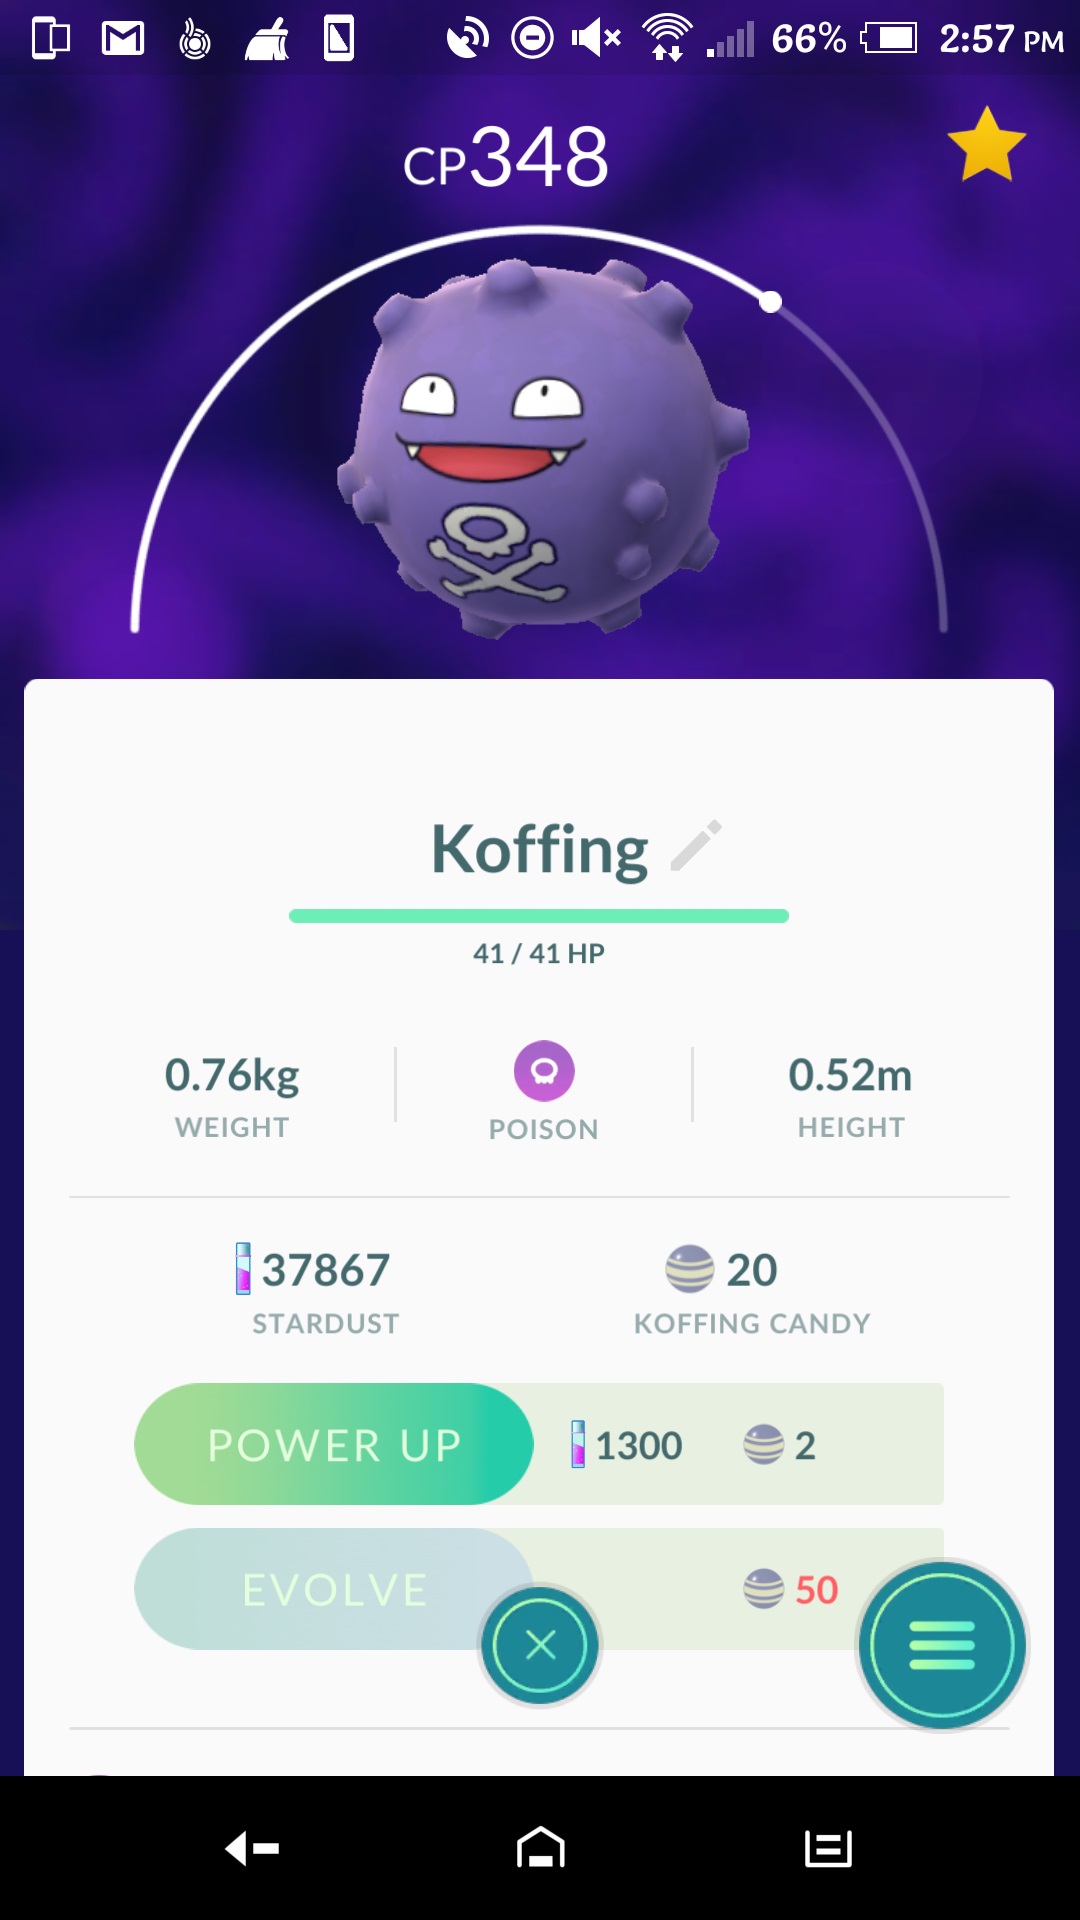 66% 2:57 PM
CP348
Koffing
41 / 41 HP
0.76kg
WEIGHT
POISON
0.52m
HEIGHT
37867
STARDUST
20
KOFFING CANDY
POWER UP 1300 2
EVOLVE 50